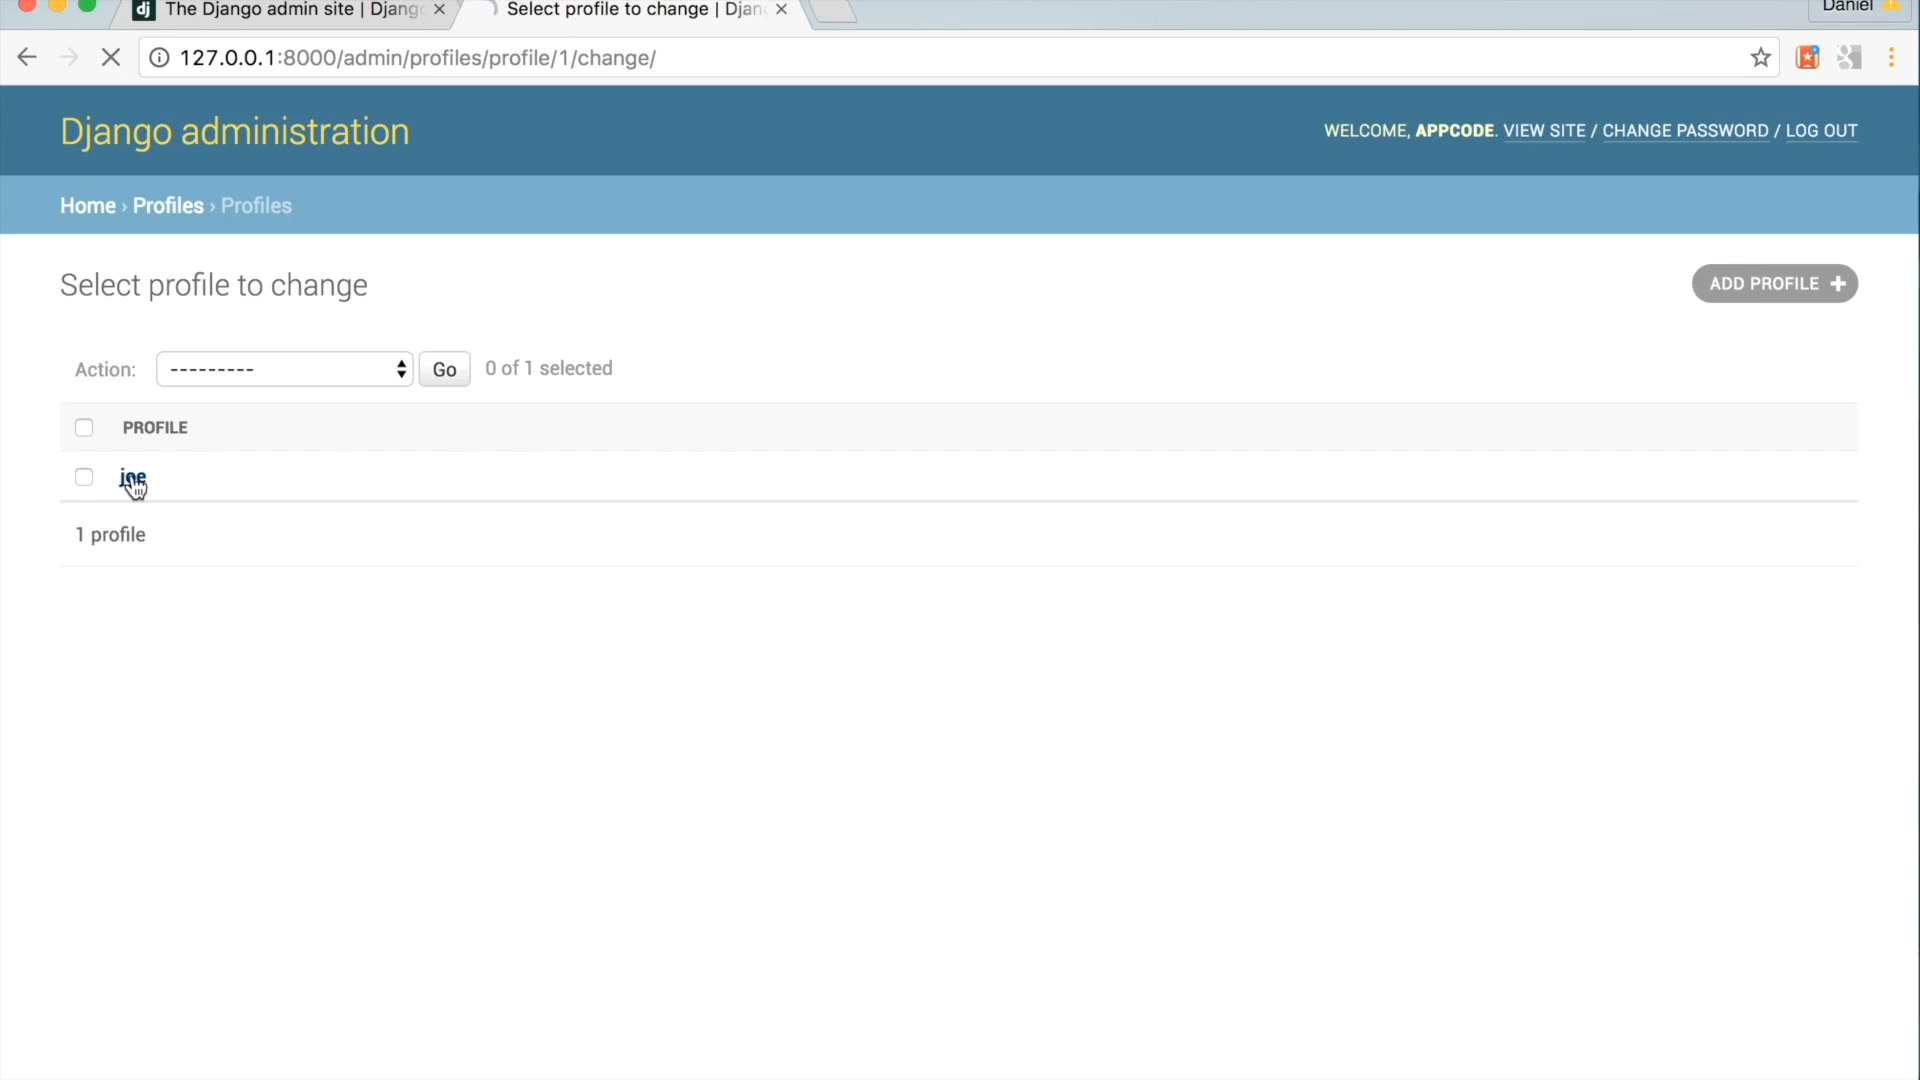 dj The Django admin site | Djang
Select profile to change | Djan
Daniel
127.0.0.1:8000/admin/profiles/profile/1/change/
Django administration
WELCOME, APPCODE. VIEW SITE / CHANGE PASSWORD / LOG OUT
Home › Profiles › Profiles
Select profile to change
ADD PROFILE +
Action: --------- Go 0 of 1 selected
PROFILE
joe
1 profile